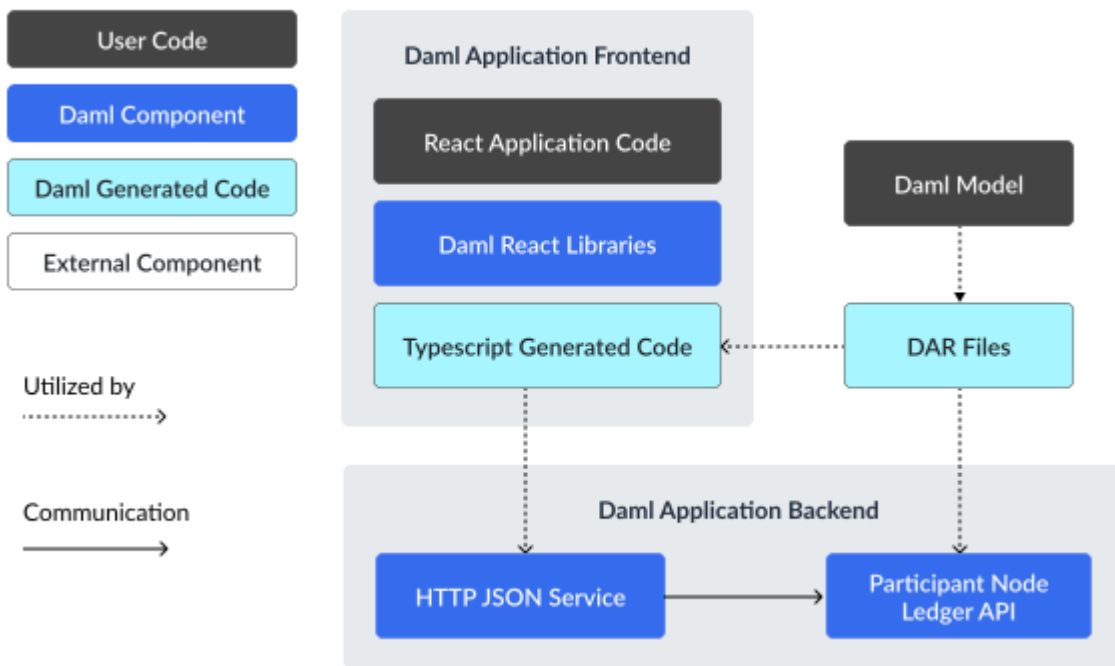 User Code
Daml Component
Daml Generated Code
External Component
Utilized by
Communication
Daml Application Frontend
React Application Code
Daml React Libraries
Typescript Generated Code
Daml Model
DAR Files
Daml Application Backend
HTTP JSON Service
Participant Node
Ledger API